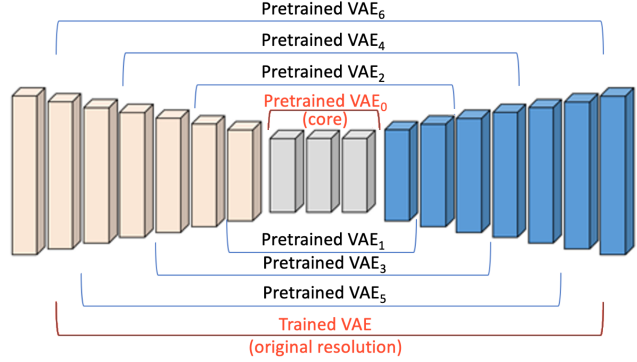 Pretrained VAE₆
Pretrained VAE₄
Pretrained VAE₂
Pretrained VAE₀
(core)
Pretrained VAE₁
Pretrained VAE₃
Pretrained VAE₅
Trained VAE
(original resolution)